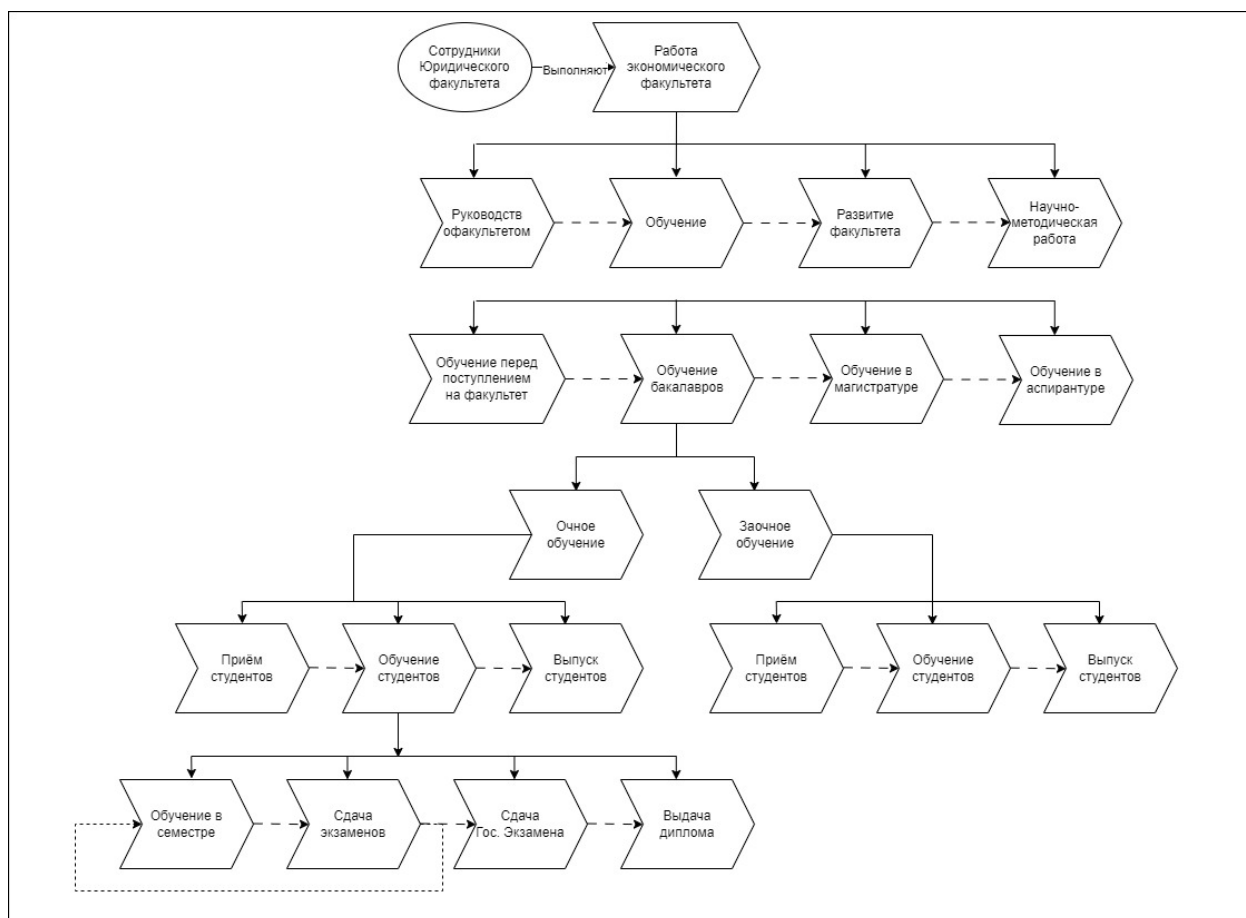 Сотрудники
Юридического
факультета
Выполняют
Работа
экономического
факультета
Руководств
офакультетом
Обучение
Развитие
факультета
Научно-
методическая
работа
Обучение перед
поступлением
на факультет
Обучение
бакалавров
Обучение в
магистратуре
Обучение в
аспирантуре
Очное
обучение
Заочное
обучение
Приём
студентов
Обучение
студентов
Выпуск
студентов
Приём
студентов
Обучение
студентов
Выпуск
студентов
Обучение в
семестре
Сдача
экзаменов
Сдача
Гос. Экзамена
Выдача
диплома